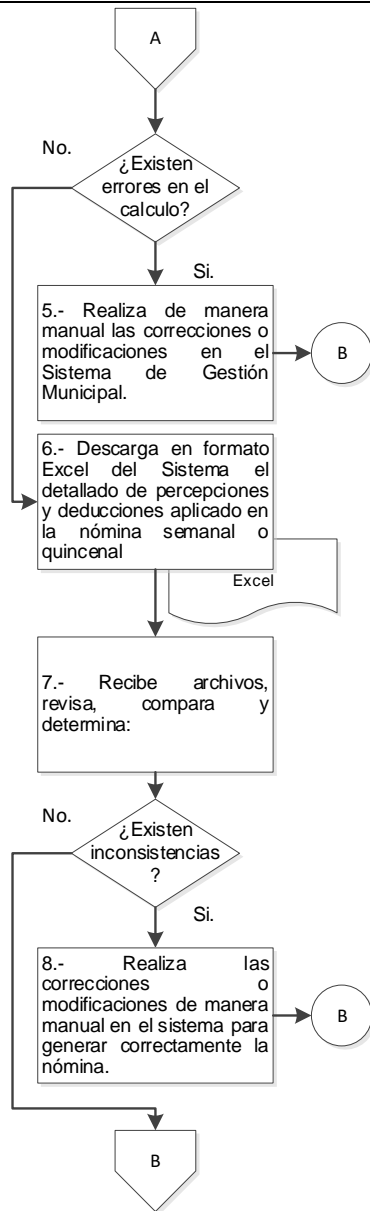 A
No.
¿Existen
errores en el
calculo?
Si.
5.- Realiza de manera
manual las correcciones o
modificaciones en el
Sistema de Gestión
Municipal.
B
6.- Descarga en formato
Excel del Sistema el
detallado de percepciones
y deducciones aplicado en
la nómina semanal o
quincenal
Excel
7.- Recibe archivos,
revisa, compara y
determina:
No.
¿Existen
inconsistencias
?
Si.
8.- Realiza las
correcciones o
modificaciones de manera
manual en el sistema para
generar correctamente la
nómina.
B
B